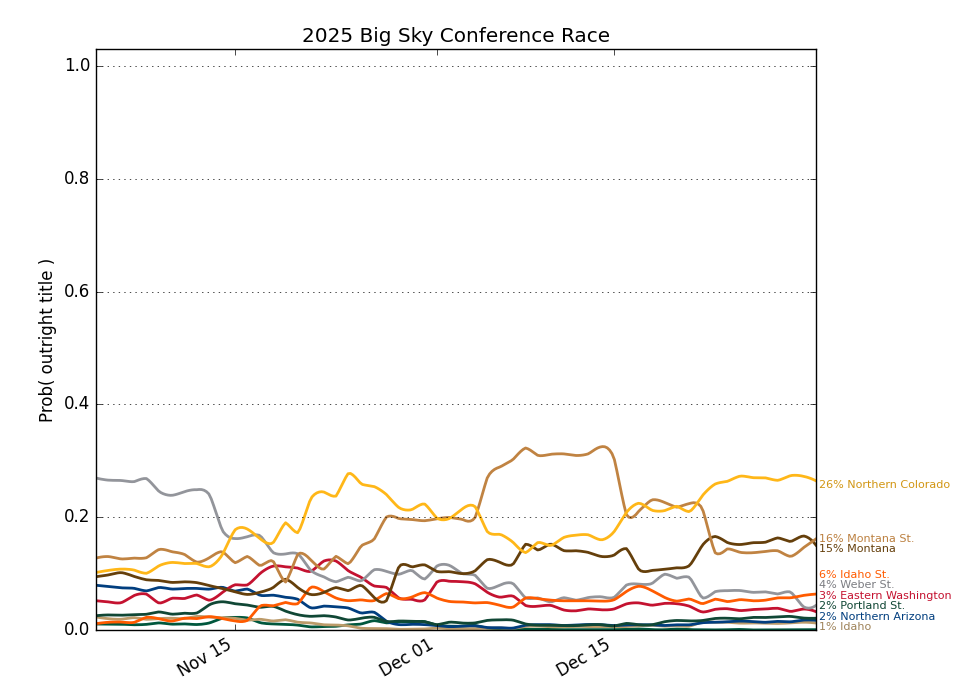 2025 Big Sky Conference Race
Prob( outright title )
1.0
0.8
0.6
0.4
0.2
0.0
Nov 15
Dec 01
Dec 15
26% Northern Colorado
16% Montana St.
15% Montana
6% Idaho St.
4% Weber St.
3% Eastern Washington
2% Portland St.
2% Northern Arizona
1% Idaho